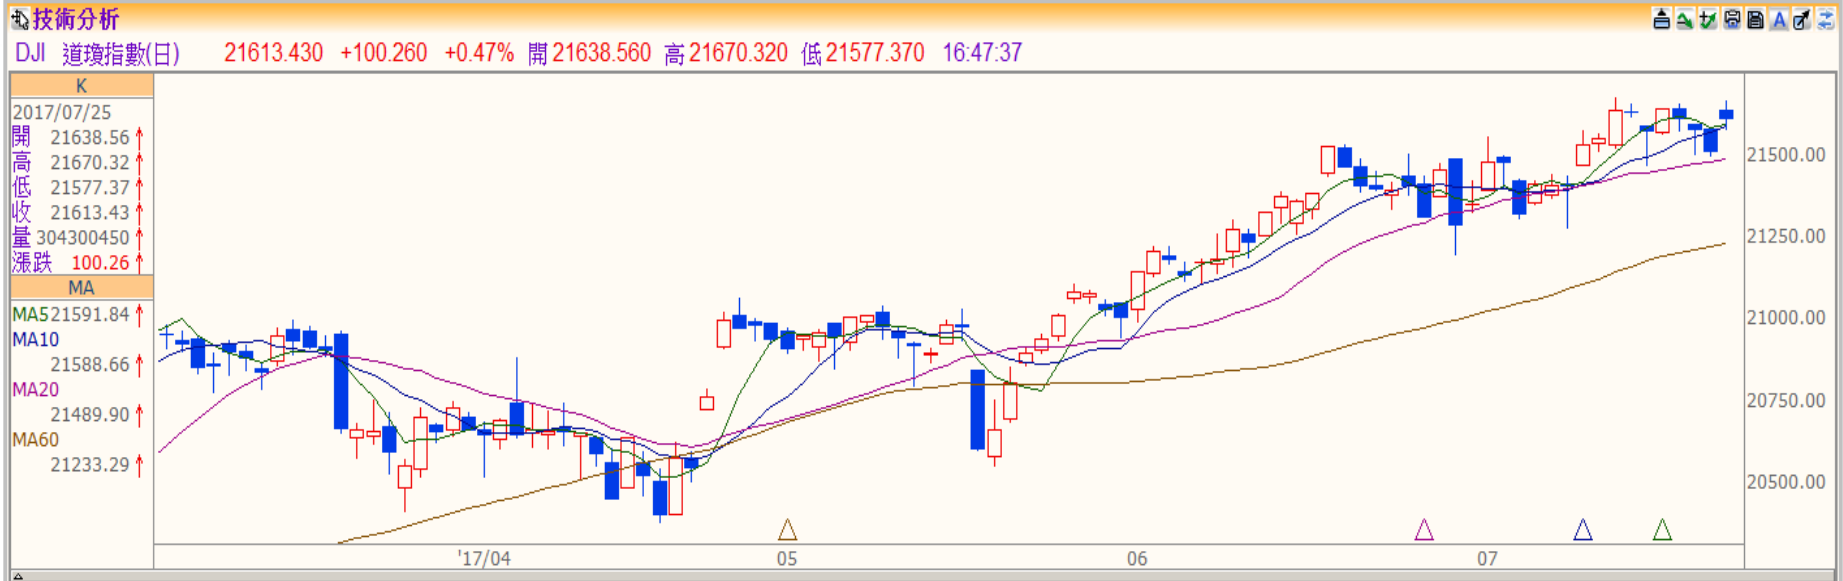 技術分析
DJI 道瓊指數(日) 21613.430 +100.260 +0.47% 開 21638.560 高 21670.320 低 21577.370 16:47:37
K
2017/07/25
開 21638.56
高 21670.32
低 21577.37
收 21613.43
量 304300450
漲跌 100.26
MA
MA5 21591.84
MA10
21588.66
MA20
21489.90
MA60
21233.29
21500.00
21250.00
21000.00
20750.00
20500.00
'17/04 05 06 07